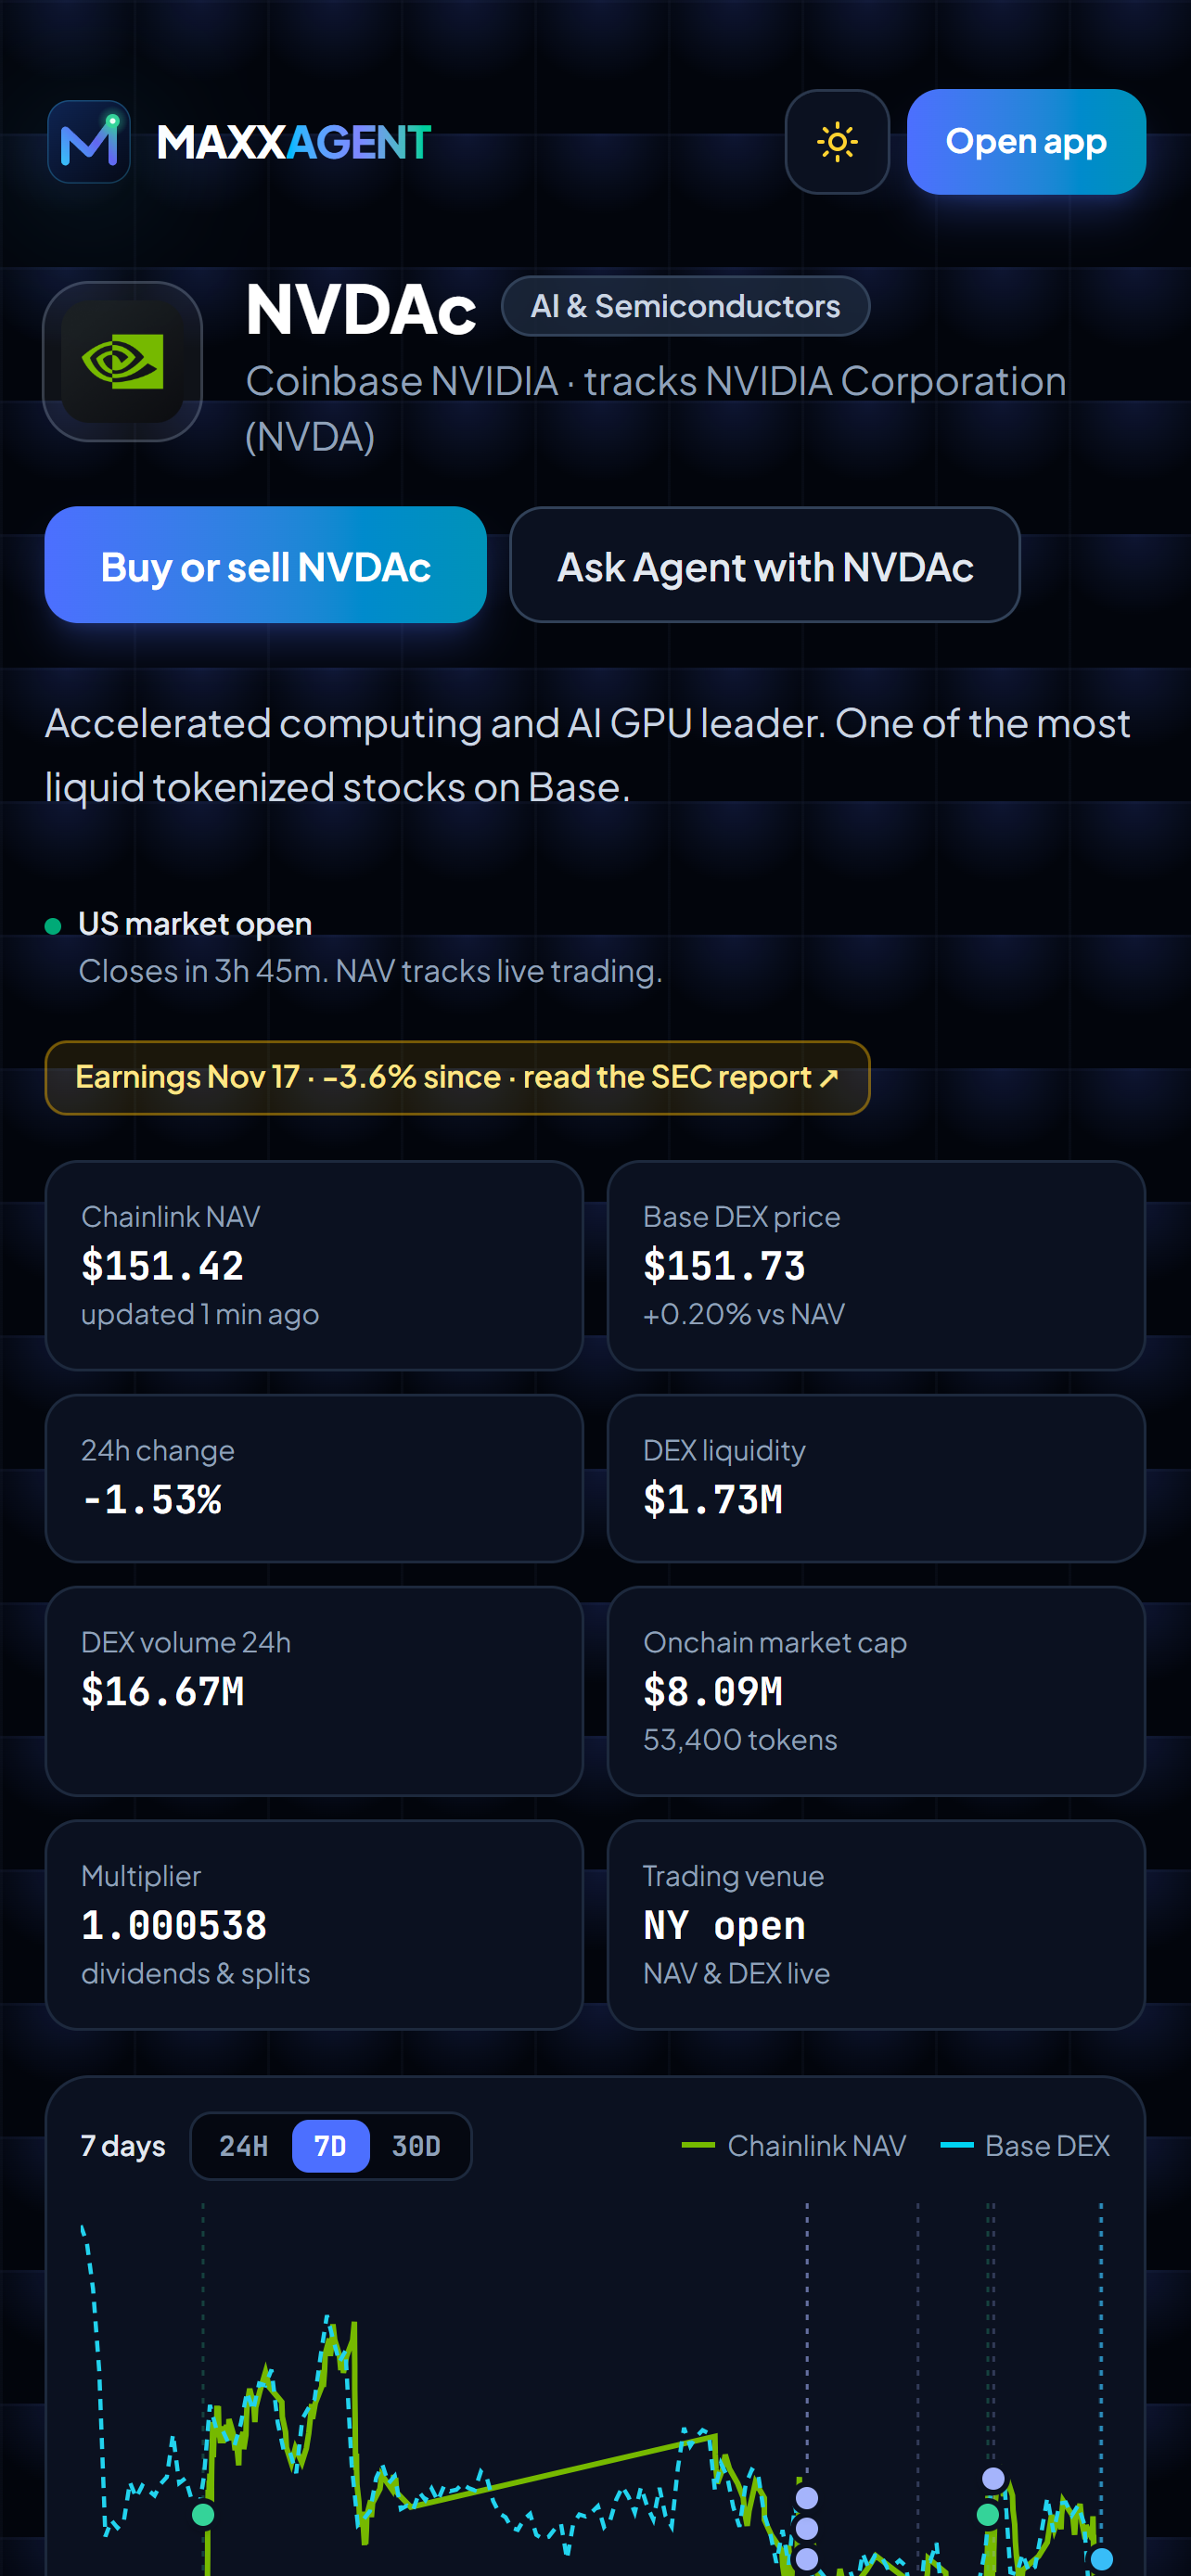 MAXXAGENT
Open app
NVDAc
AI & Semiconductors
Coinbase NVIDIA · tracks NVIDIA Corporation
(NVDA)
Buy or sell NVDAc
Ask Agent with NVDAc
Accelerated computing and AI GPU leader. One of the most
liquid tokenized stocks on Base.
US market open
Closes in 3h 45m. NAV tracks live trading.
Earnings Nov 17 · -3.6% since · read the SEC report ↗
Chainlink NAV
$151.42
updated 1 min ago
Base DEX price
$151.73
+0.20% vs NAV
24h change
-1.53%
DEX liquidity
$1.73M
DEX volume 24h
$16.67M
Onchain market cap
$8.09M
53,400 tokens
Multiplier
1.000538
dividends & splits
Trading venue
NY open
NAV & DEX live
7 days
24H
7D
30D
Chainlink NAV
Base DEX